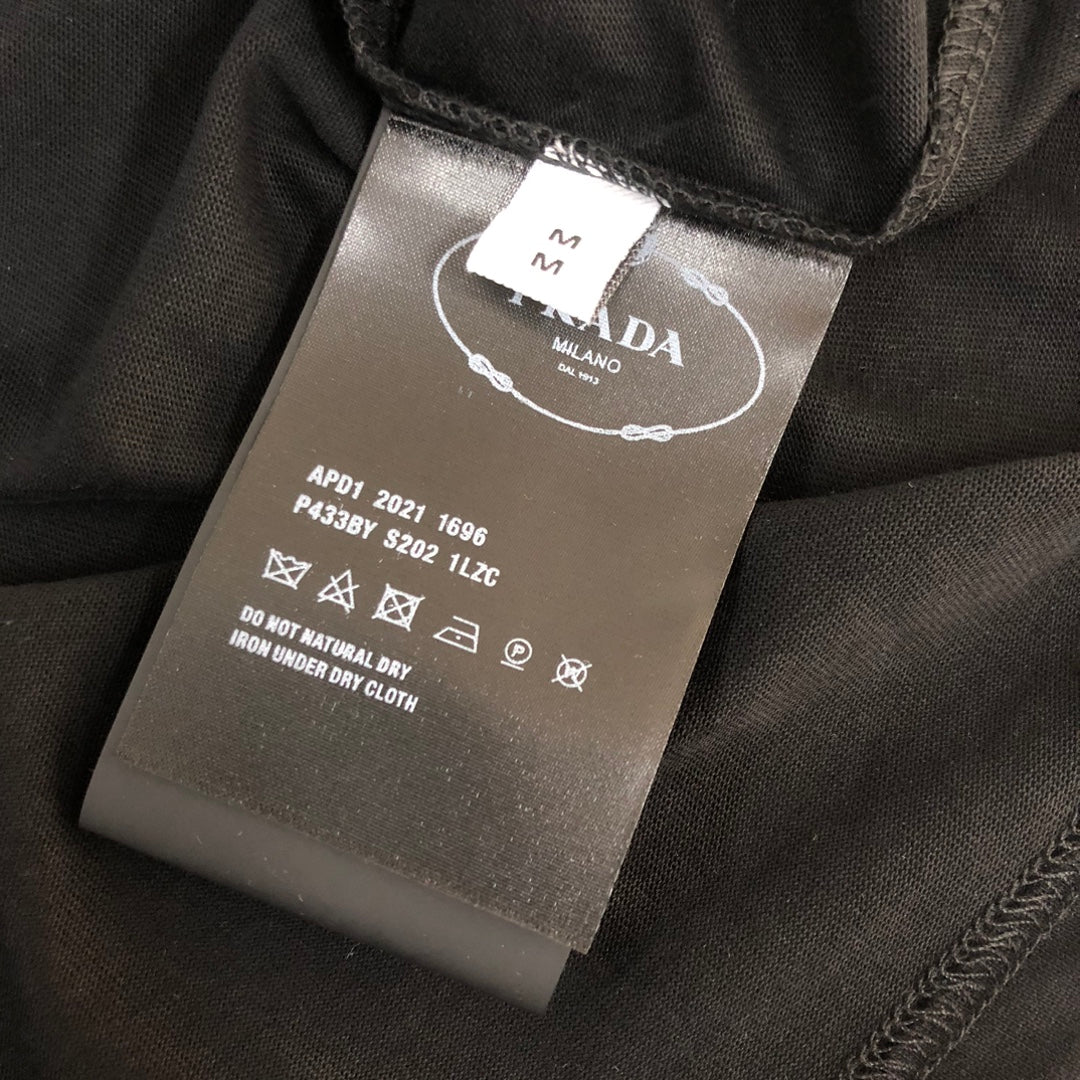 M
M
PRADA
MILANO
DAL 1913
APD1 2021 1696
P433BY S202 1LZC
P
W
DO NOT NATURAL DRY
IRON UNDER DRY CLOTH